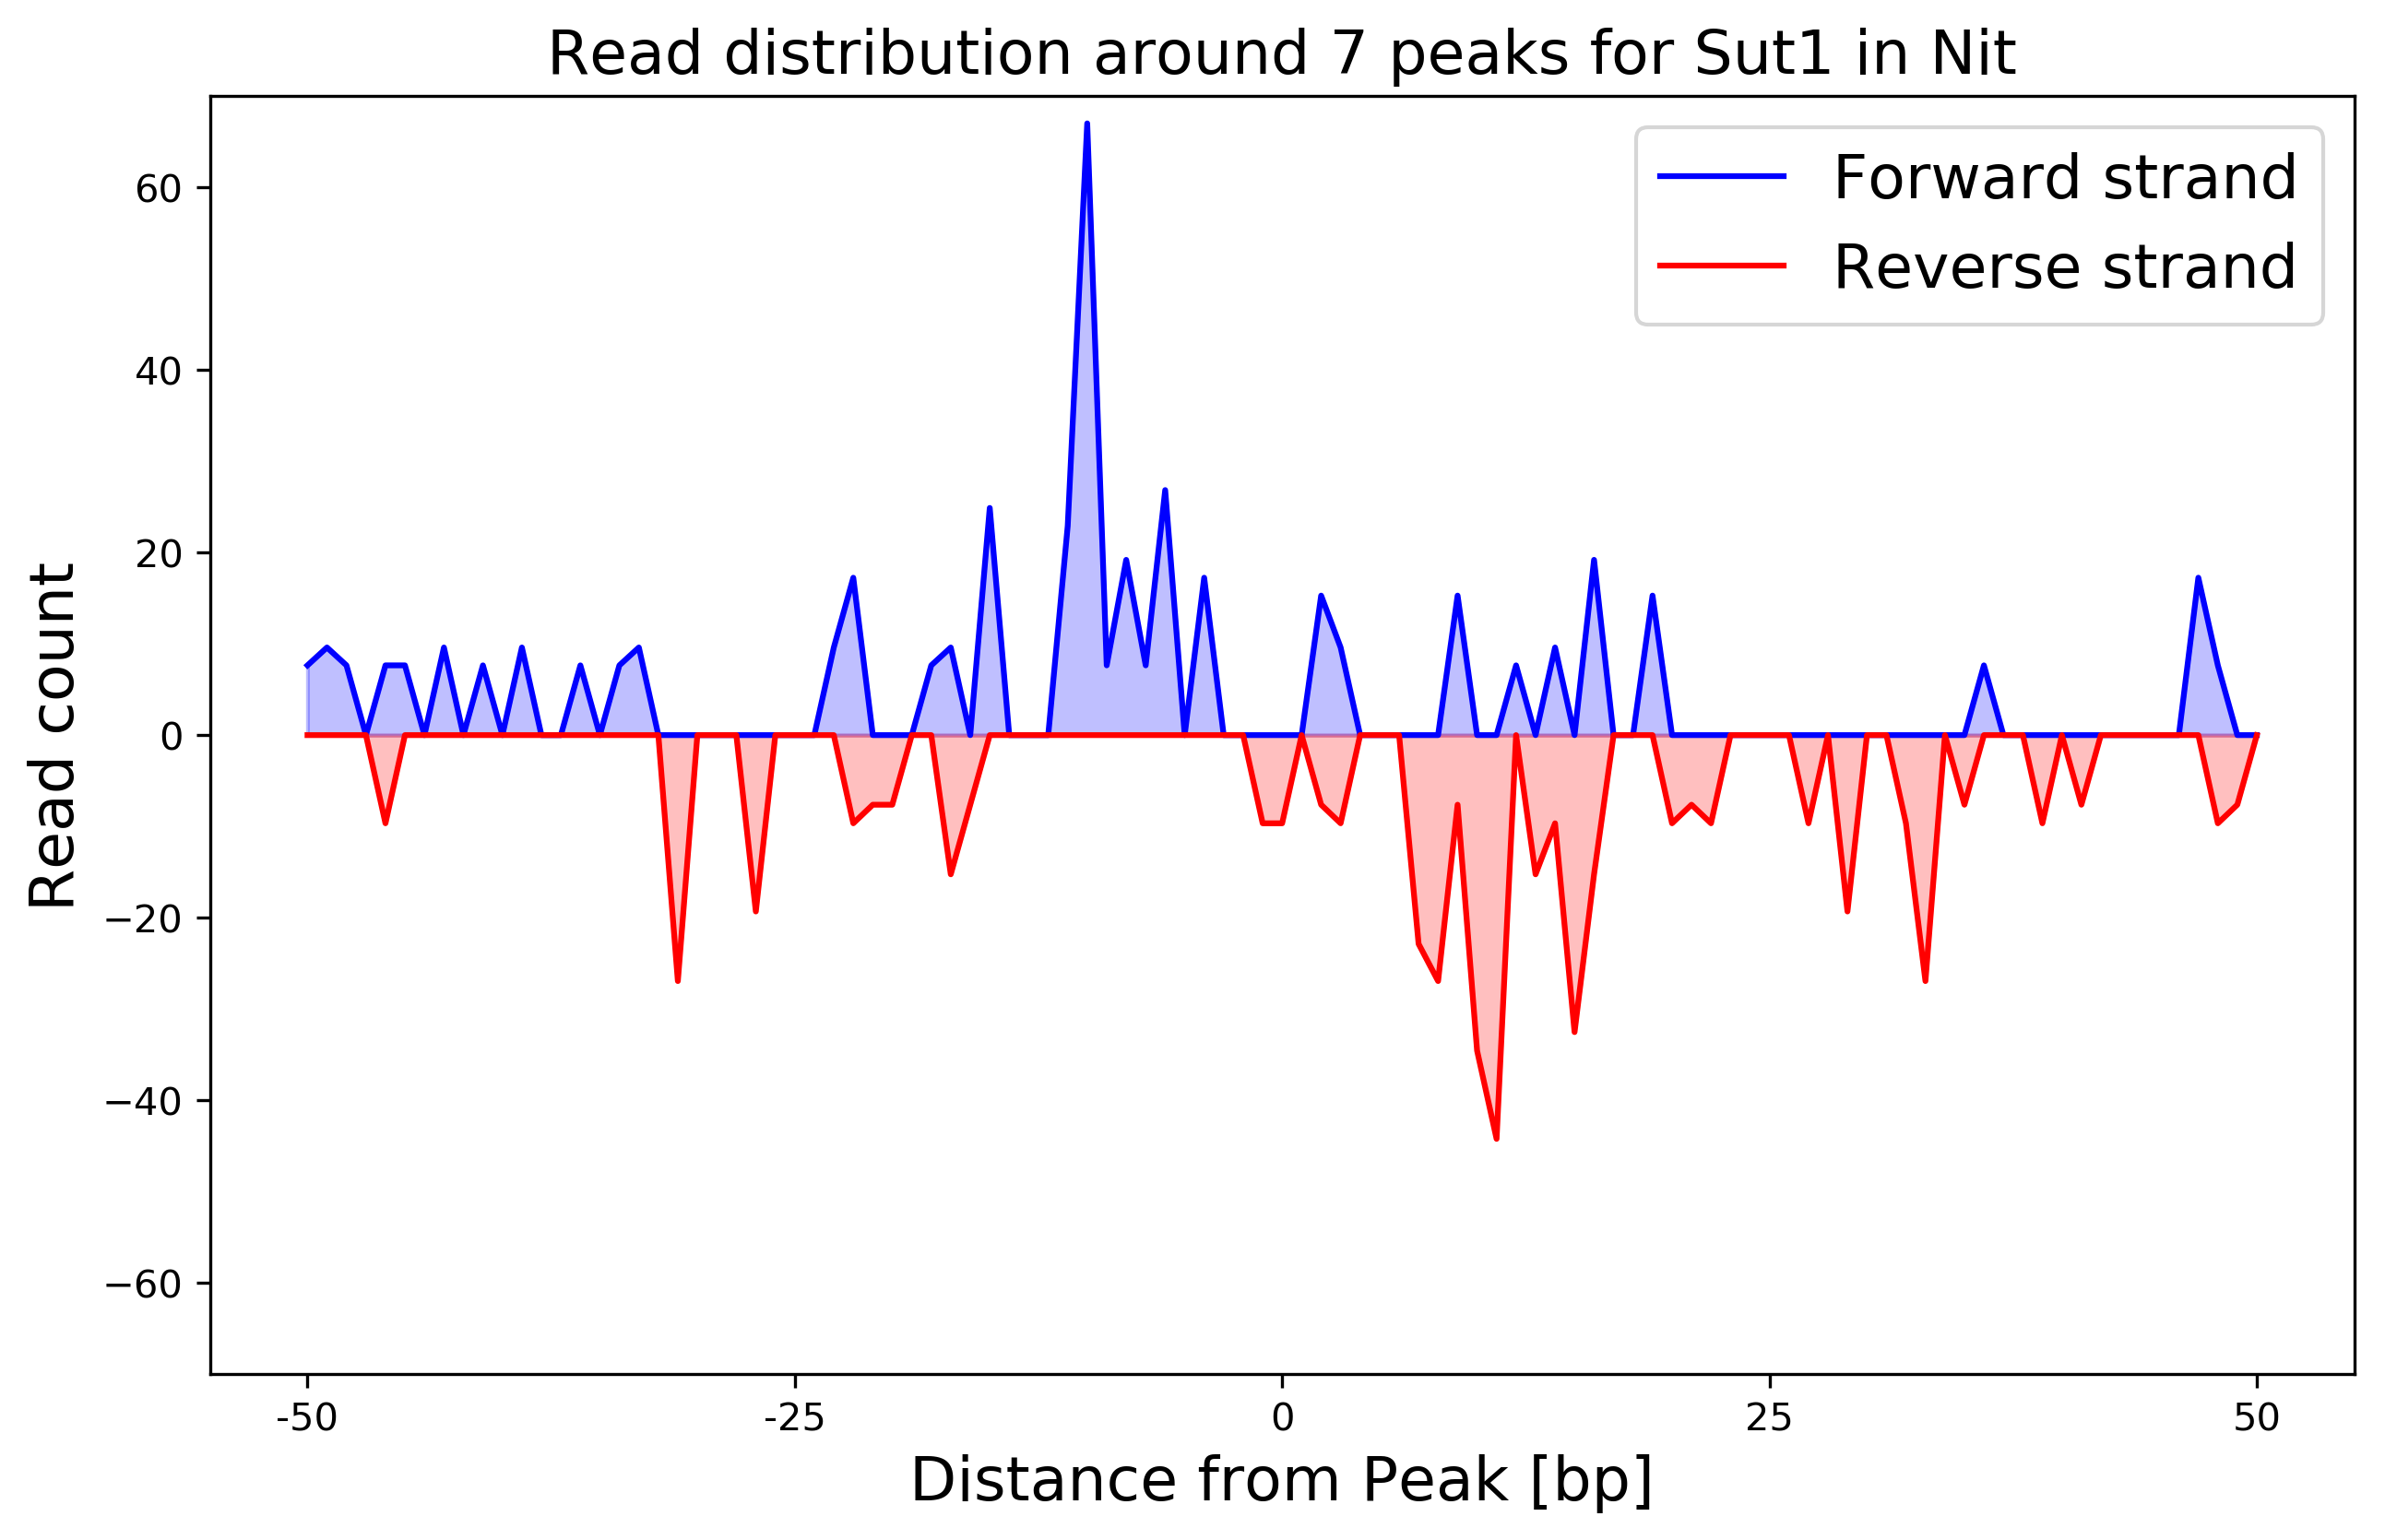 Read distribution around 7 peaks for Sut1 in Nit
Forward strand
Reverse strand
Read count
60
40
20
0
−20
−40
−60
-50
-25
0
25
50
Distance from Peak [bp]